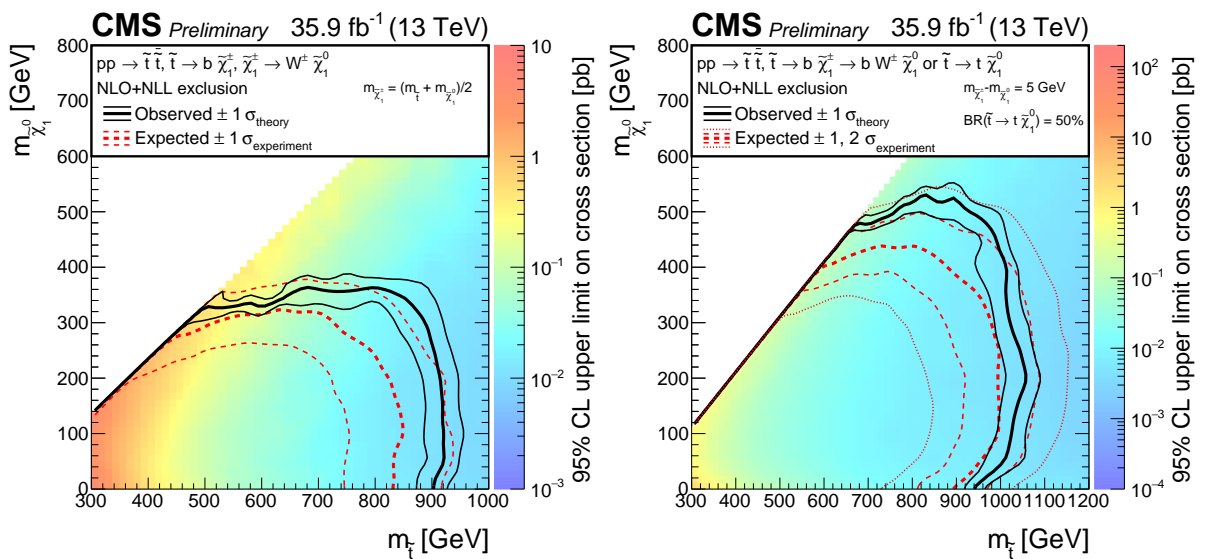 CMS Preliminary 35.9 fb⁻¹ (13 TeV)
pp → t̃ t̃̄, t̃ → b χ̃₁±, χ̃₁± → W± χ̃₁⁰
NLO+NLL exclusion m_χ̃₁± = (m_t̃ + m_χ̃₁⁰)/2
Observed ± 1 σ_theory
Expected ± 1 σ_experiment
m_χ̃₁⁰ [GeV]
800
700
600
500
400
300
200
100
0
300 400 500 600 700 800 900 1000
m_t̃ [GeV]
10
1
10⁻¹
10⁻²
10⁻³
95% CL upper limit on cross section [pb]
CMS Preliminary 35.9 fb⁻¹ (13 TeV)
pp → t̃ t̃̄, t̃ → b χ̃₁± → b W± χ̃₁⁰ or t̃ → t χ̃₁⁰
NLO+NLL exclusion m_χ̃₁± - m_χ̃₁⁰ = 5 GeV
Observed ± 1 σ_theory BR(t̃ → t χ̃₁⁰) = 50%
Expected ± 1, 2 σ_experiment
m_χ̃₁⁰ [GeV]
800
700
600
500
400
300
200
100
0
300 400 500 600 700 800 900 1000 1100 1200
m_t̃ [GeV]
10²
10
1
10⁻¹
10⁻²
10⁻³
10⁻⁴
95% CL upper limit on cross section [pb]